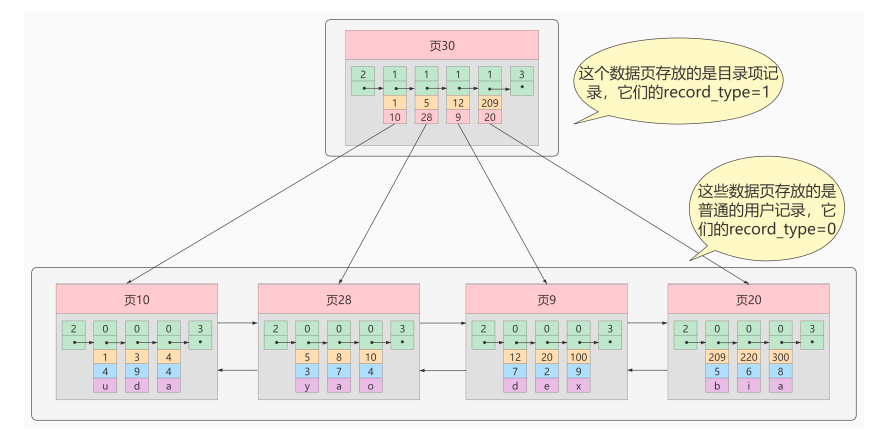 页30
2 1 1 1 1 3
1 5 12 209
10 28 9 20
这个数据页存放的是目录项记
录，它们的record_type=1
这些数据页存放的是
普通的用户记录，它
们的record_type=0
页10
2 0 0 0 3
1 3 4
4 9 4
u d a
页28
2 0 0 0 3
5 8 10
3 7 4
y a o
页9
2 0 0 0 3
12 20 100
7 2 9
d e x
页20
2 0 0 0 3
209 220 300
5 6 8
b i a